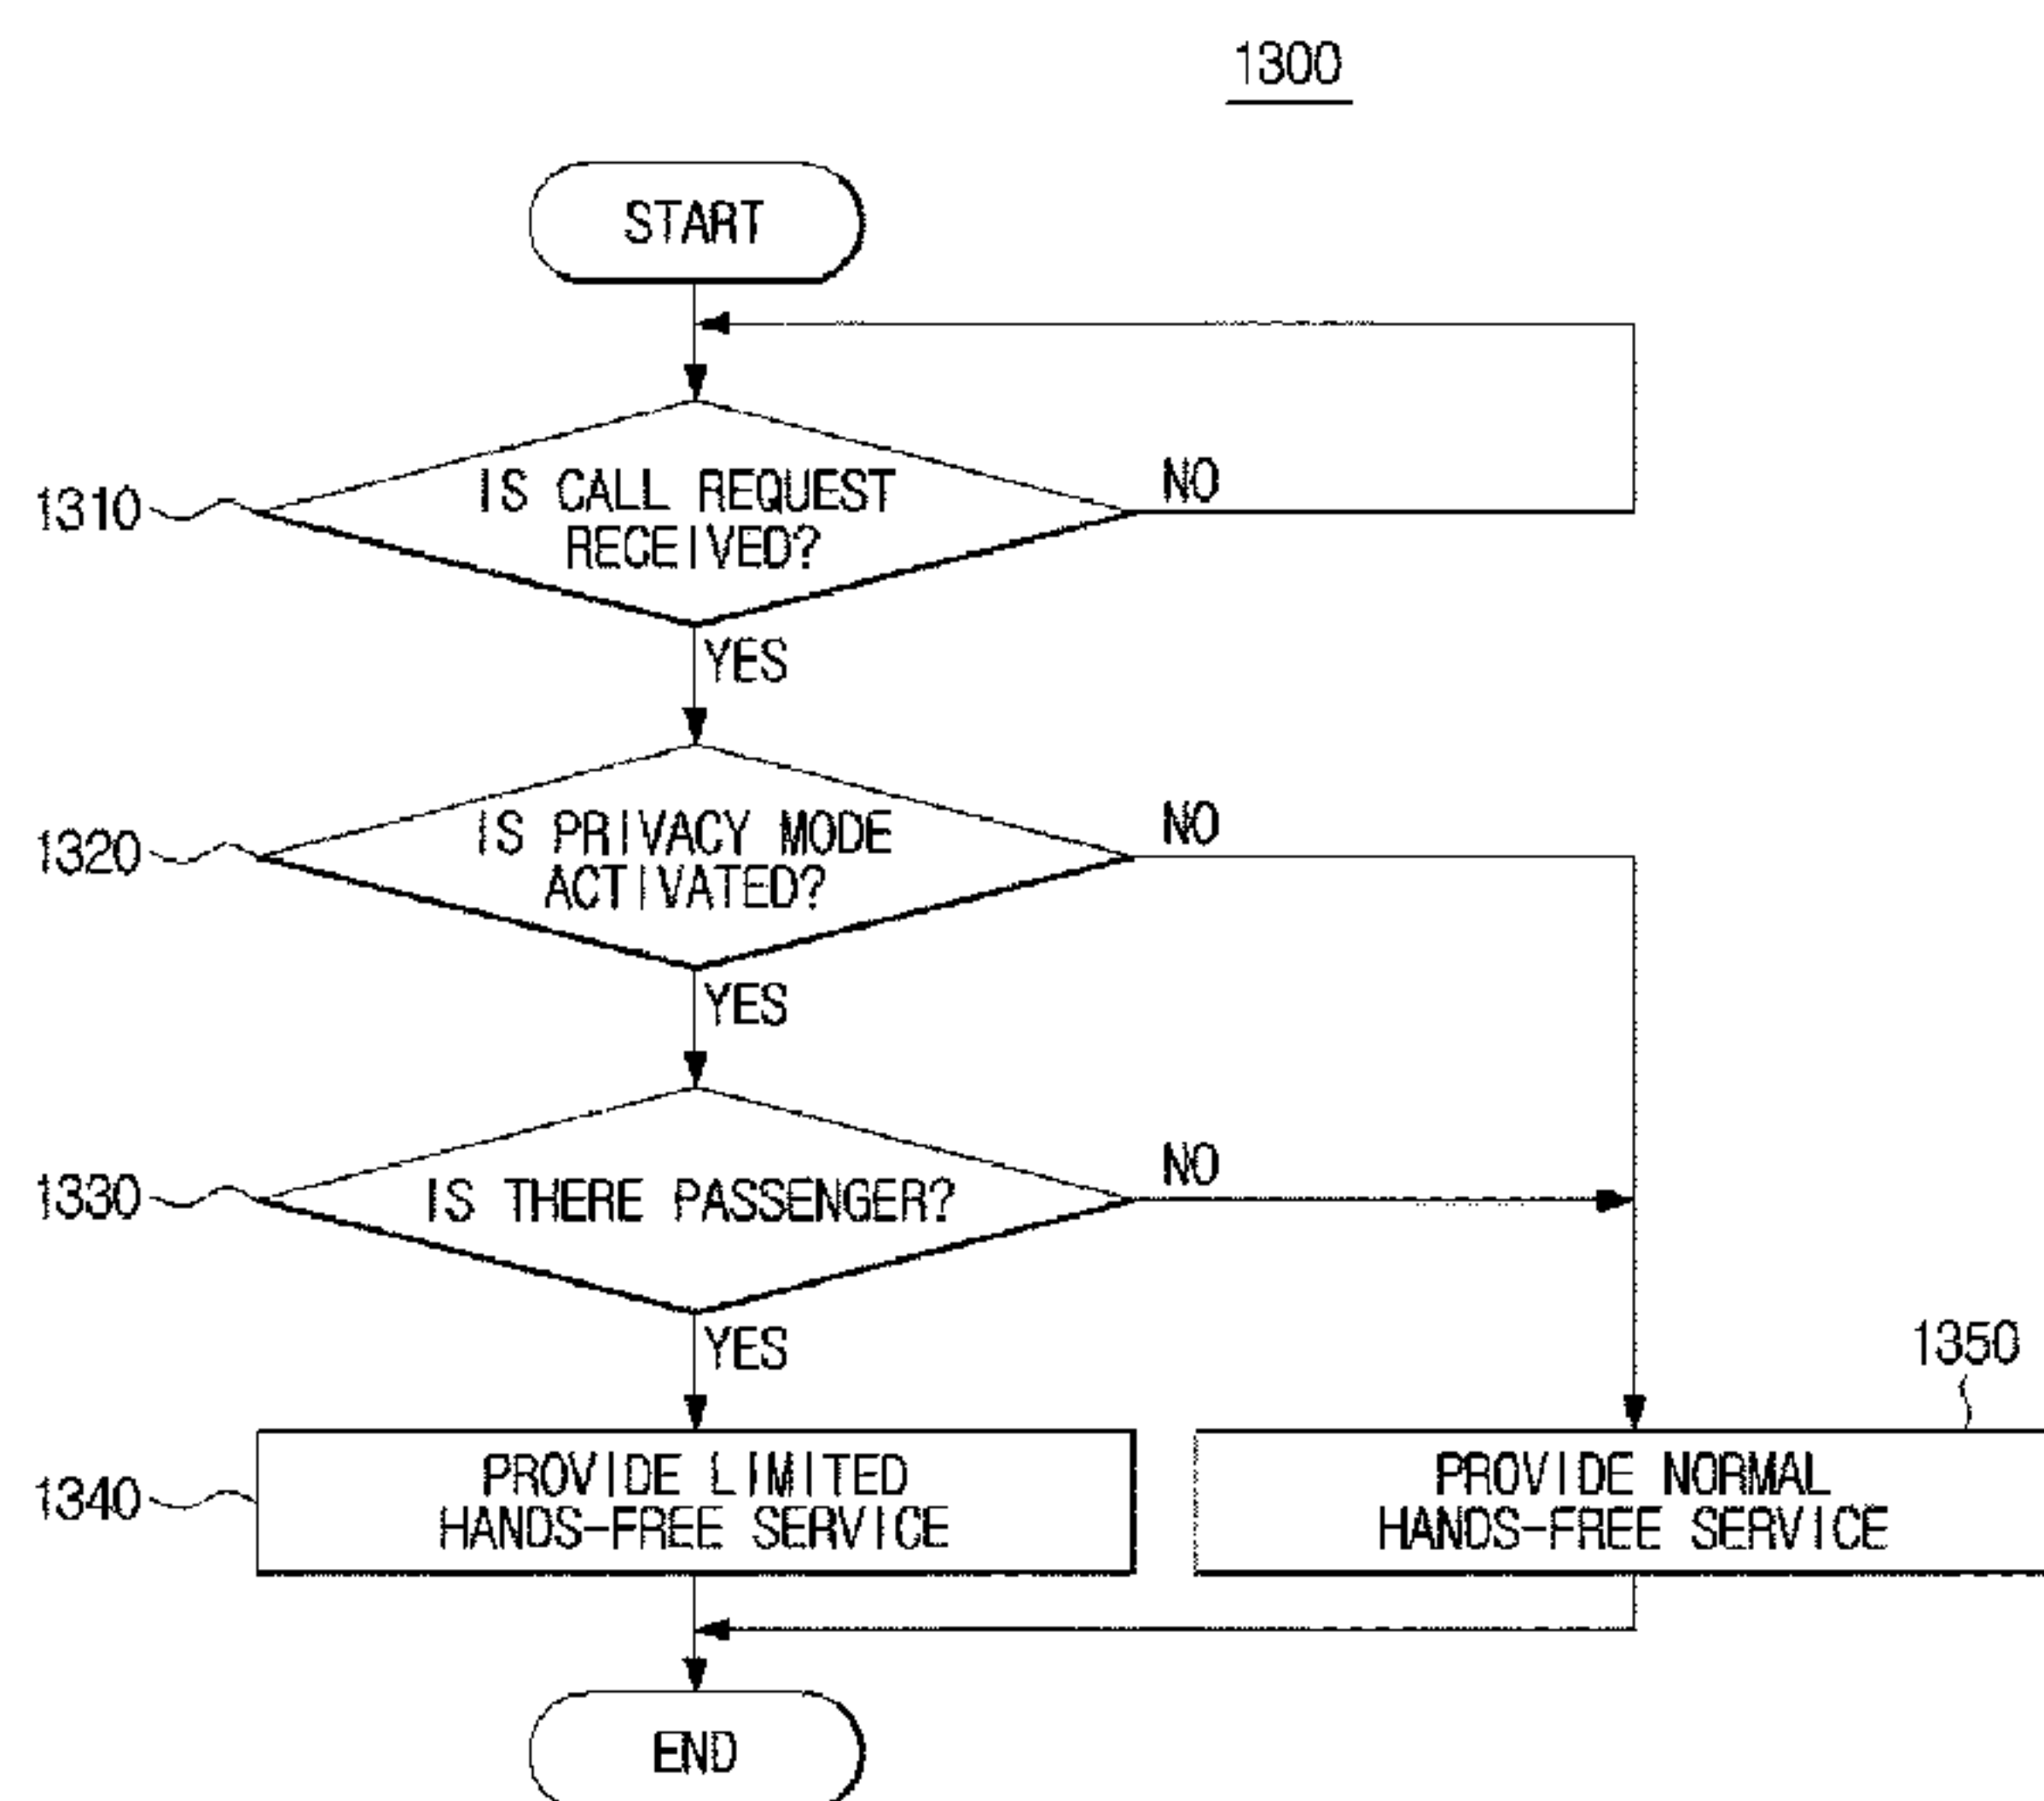 1300
START
1310
IS CALL REQUEST
RECEIVED?
NO
YES
1320
IS PRIVACY MODE
ACTIVATED?
NO
YES
1330
IS THERE PASSENGER?
NO
YES
1350
1340
PROVIDE LIMITED
HANDS-FREE SERVICE
PROVIDE NORMAL
HANDS-FREE SERVICE
END